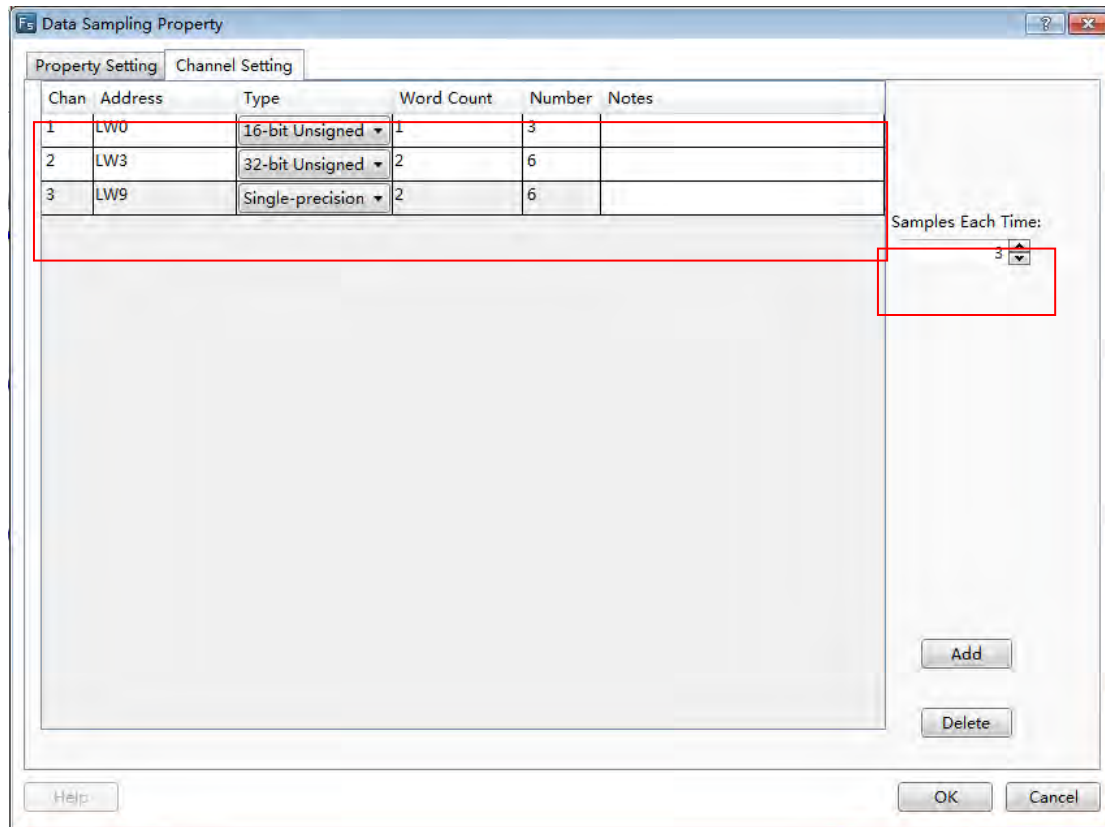 Fs Data Sampling Property
Property Setting Channel Setting
Chan Address Type Word Count Number Notes
1 LW0 16-bit Unsigned 1 3
2 LW3 32-bit Unsigned 2 6
3 LW9 Single-precision 2 6
Samples Each Time:
3
Add
Delete
Help OK Cancel